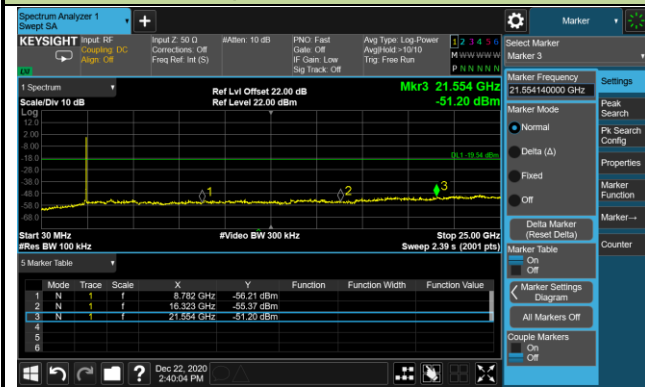 Spectrum Analyzer 1
Swept SA
Marker
KEYSIGHT
Input: RF
Coupling: DC
Align: Off
Input Z: 50 Ω
Corrections: Off
Freq Ref: Int (S)
#Atten: 10 dB
PNO: Fast
Gate: Off
IF Gain: Low
Sig Track: Off
Avg Type: Log-Power
Avg|Hold:>10/10
Trig: Free Run
1 2 3 4 5 6
M W W W W W
P N N N N N
Select Marker
Marker 3
1 Spectrum
Scale/Div 10 dB
Ref Lvl Offset 22.00 dB
Ref Level 22.00 dBm
Mkr3 21.554 GHz
-51.20 dBm
Log
12.0
2.00
-8.00
-18.0
-28.0
-38.0
-48.0
-58.0
-68.0
DL1 -19.54 dBm
1
2
3
Start 30 MHz
#Res BW 100 kHz
#Video BW 300 kHz
Stop 25.00 GHz
Sweep 2.39 s (2001 pts)
Marker Frequency
21.554140000 GHz
Marker Mode
Normal
Delta (Δ)
Fixed
Off
Delta Marker
(Reset Delta)
Marker Table
On
Off
Marker Settings
Diagram
All Markers Off
Couple Markers
On
Off
Settings
Peak
Search
Pk Search
Config
Properties
Marker
Function
Marker→
Counter
5 Marker Table
Mode Trace Scale X Y Function Function Width Function Value
1 N 1 f 8.782 GHz -56.21 dBm
2 N 1 f 16.323 GHz -55.37 dBm
3 N 1 f 21.554 GHz -51.20 dBm
4
5
6
Dec 22, 2020
2:40:04 PM